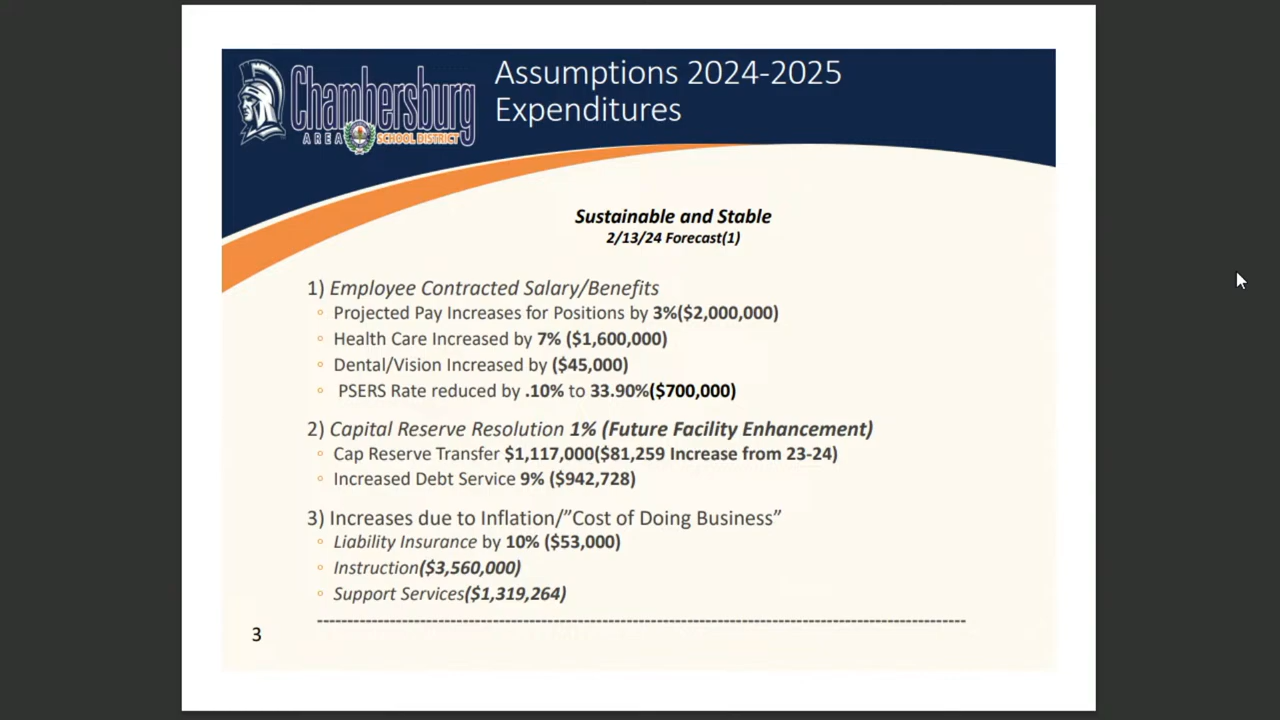 Chambersburg
AREA SCHOOL DISTRICT
Assumptions 2024-2025
Expenditures
Sustainable and Stable
2/13/24 Forecast(1)
1) Employee Contracted Salary/Benefits
◦ Projected Pay Increases for Positions by 3%($2,000,000)
◦ Health Care Increased by 7% ($1,600,000)
◦ Dental/Vision Increased by ($45,000)
◦ PSERS Rate reduced by .10% to 33.90%($700,000)
2) Capital Reserve Resolution 1% (Future Facility Enhancement)
◦ Cap Reserve Transfer $1,117,000($81,259 Increase from 23-24)
◦ Increased Debt Service 9% ($942,728)
3) Increases due to Inflation/”Cost of Doing Business”
◦ Liability Insurance by 10% ($53,000)
◦ Instruction($3,560,000)
◦ Support Services($1,319,264)
3